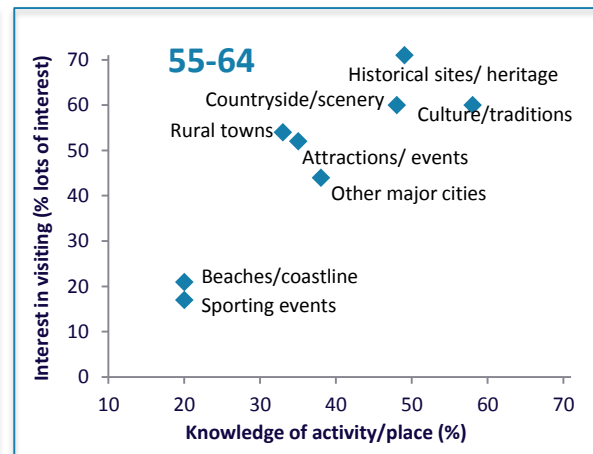 55-64
Interest in visiting (% lots of interest)
70
60
50
40
30
20
10
0
Historical sites/ heritage
Countryside/scenery
Culture/traditions
Rural towns
Attractions/ events
Other major cities
Beaches/coastline
Sporting events
10 20 30 40 50 60 70
Knowledge of activity/place (%)